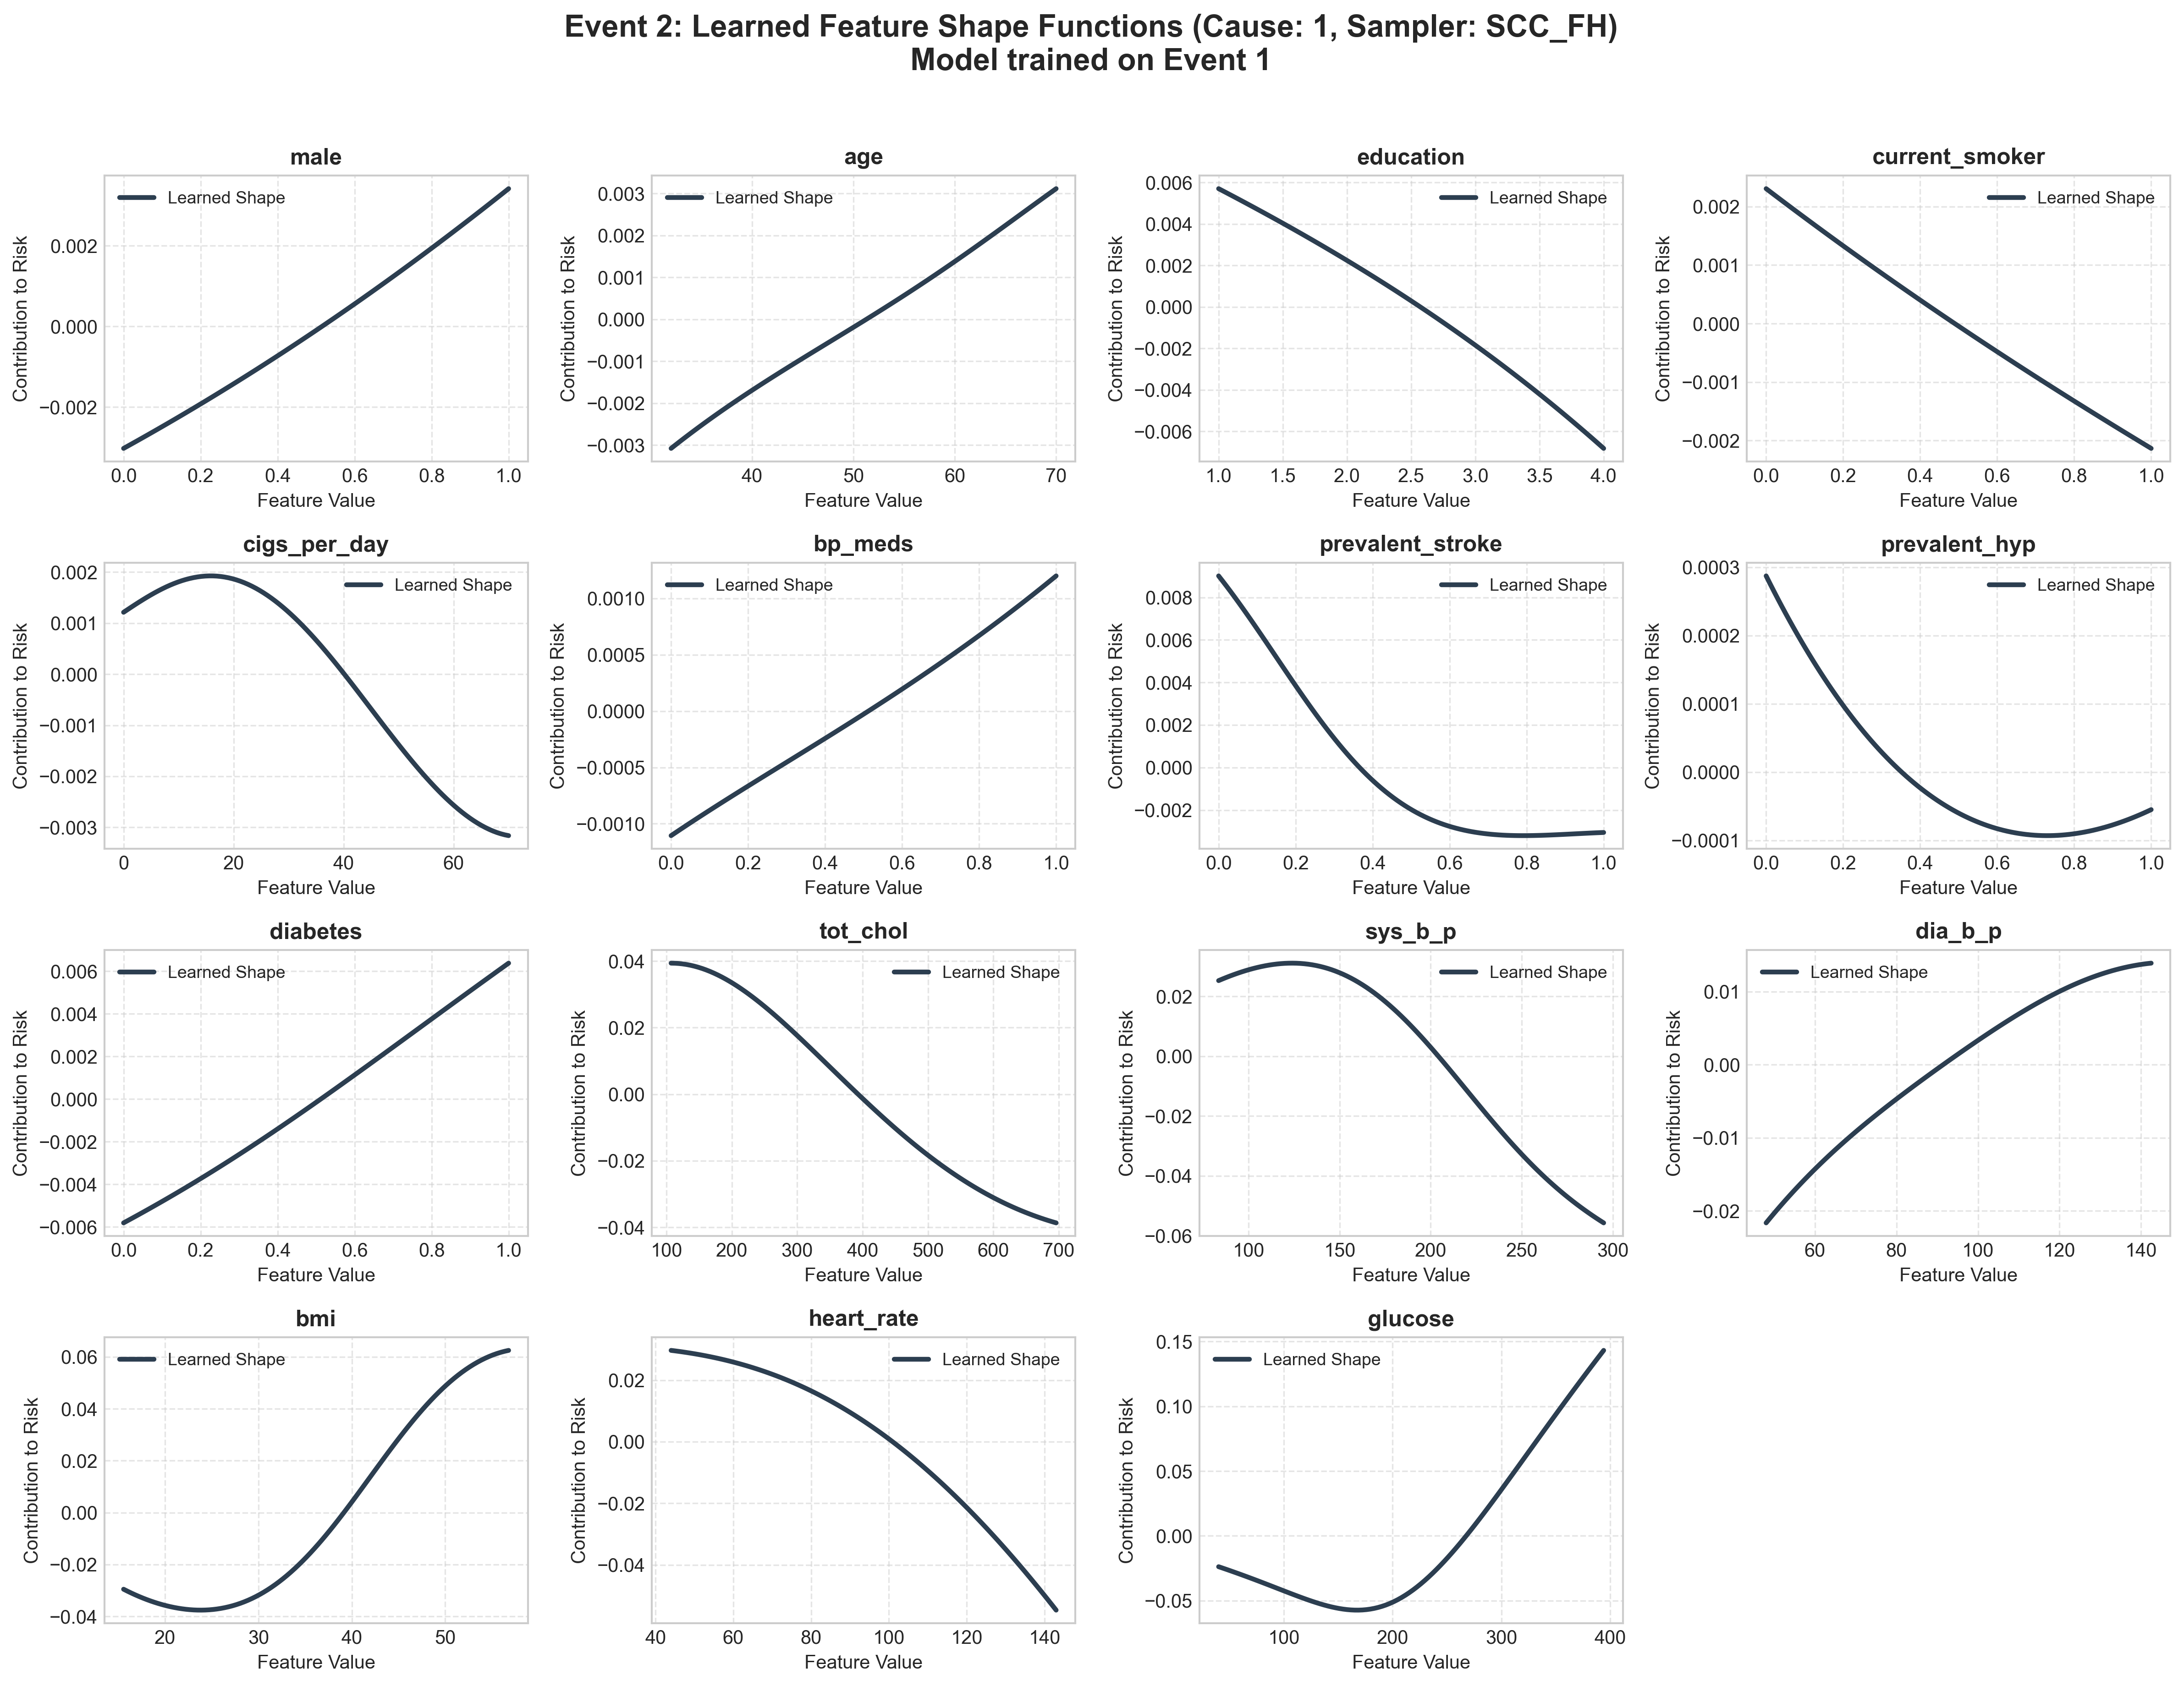 Event 2: Learned Feature Shape Functions (Cause: 1, Sampler: SCC_FH)
Model trained on Event 1
male
Learned Shape
Contribution to Risk
0.002
0.000
−0.002
0.0 0.2 0.4 0.6 0.8 1.0
Feature Value
age
Learned Shape
Contribution to Risk
0.003
0.002
0.001
0.000
−0.001
−0.002
−0.003
40 50 60 70
Feature Value
education
Learned Shape
Contribution to Risk
0.006
0.004
0.002
0.000
−0.002
−0.004
−0.006
1.0 1.5 2.0 2.5 3.0 3.5 4.0
Feature Value
current_smoker
Learned Shape
Contribution to Risk
0.002
0.001
0.000
−0.001
−0.002
0.0 0.2 0.4 0.6 0.8 1.0
Feature Value
cigs_per_day
Learned Shape
Contribution to Risk
0.002
0.001
0.000
−0.001
−0.002
−0.003
0 20 40 60
Feature Value
bp_meds
Learned Shape
Contribution to Risk
0.0010
0.0005
0.0000
−0.0005
−0.0010
0.0 0.2 0.4 0.6 0.8 1.0
Feature Value
prevalent_stroke
Learned Shape
Contribution to Risk
0.008
0.006
0.004
0.002
0.000
−0.002
0.0 0.2 0.4 0.6 0.8 1.0
Feature Value
prevalent_hyp
Learned Shape
Contribution to Risk
0.0003
0.0002
0.0001
0.0000
−0.0001
0.0 0.2 0.4 0.6 0.8 1.0
Feature Value
diabetes
Learned Shape
Contribution to Risk
0.006
0.004
0.002
0.000
−0.002
−0.004
−0.006
0.0 0.2 0.4 0.6 0.8 1.0
Feature Value
tot_chol
Learned Shape
Contribution to Risk
0.04
0.02
0.00
−0.02
−0.04
100 200 300 400 500 600 700
Feature Value
sys_b_p
Learned Shape
Contribution to Risk
0.02
0.00
−0.02
−0.04
−0.06
100 150 200 250 300
Feature Value
dia_b_p
Learned Shape
Contribution to Risk
0.01
0.00
−0.01
−0.02
60 80 100 120 140
Feature Value
bmi
Learned Shape
Contribution to Risk
0.06
0.04
0.02
0.00
−0.02
−0.04
20 30 40 50
Feature Value
heart_rate
Learned Shape
Contribution to Risk
0.02
0.00
−0.02
−0.04
40 60 80 100 120 140
Feature Value
glucose
Learned Shape
Contribution to Risk
0.15
0.10
0.05
0.00
−0.05
100 200 300 400
Feature Value